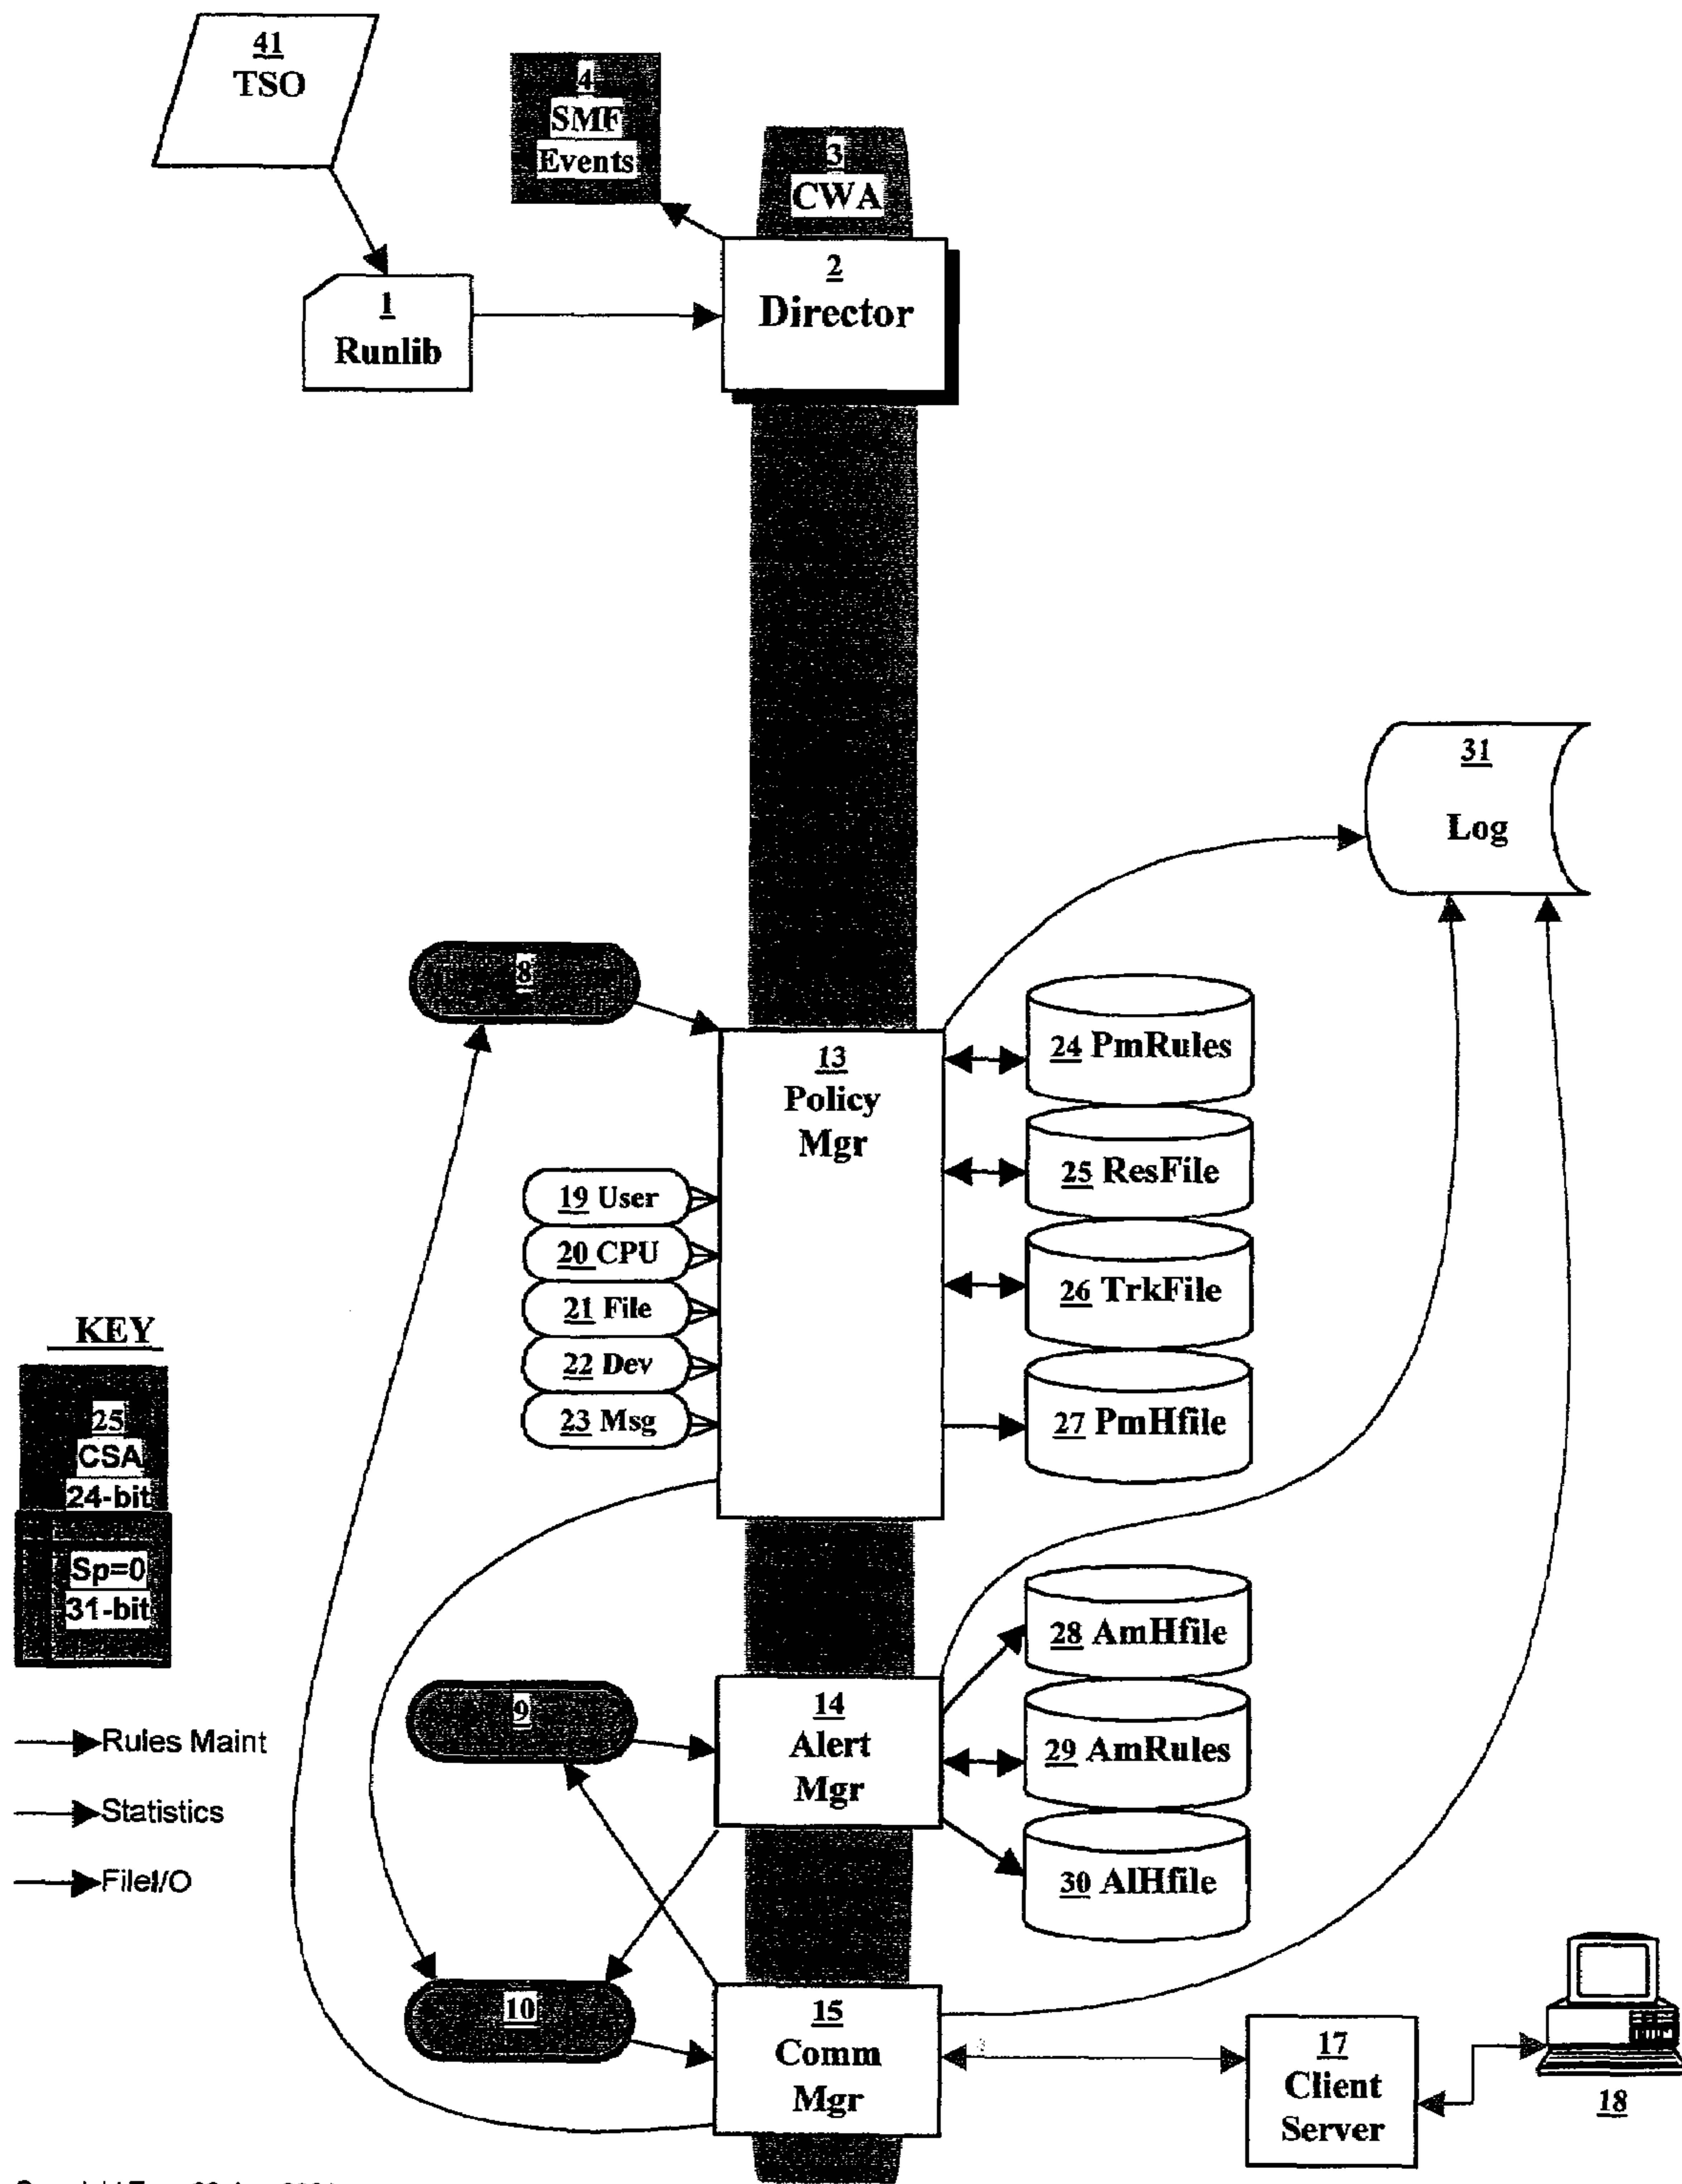 41
TSO
4
SMF
Events
3
CWA
2
Director
1
Runlib
31
Log
8
13
Policy
Mgr
24 PmRules
25 ResFile
26 TrkFile
27 PmHfile
19 User
20 CPU
21 File
22 Dev
23 Msg
KEY
25
CSA
24-bit
Sp=0
31-bit
Rules Maint
Statistics
FileI/O
9
14
Alert
Mgr
28 AmHfile
29 AmRules
30 AlHfile
10
15
Comm
Mgr
17
Client
Server
18